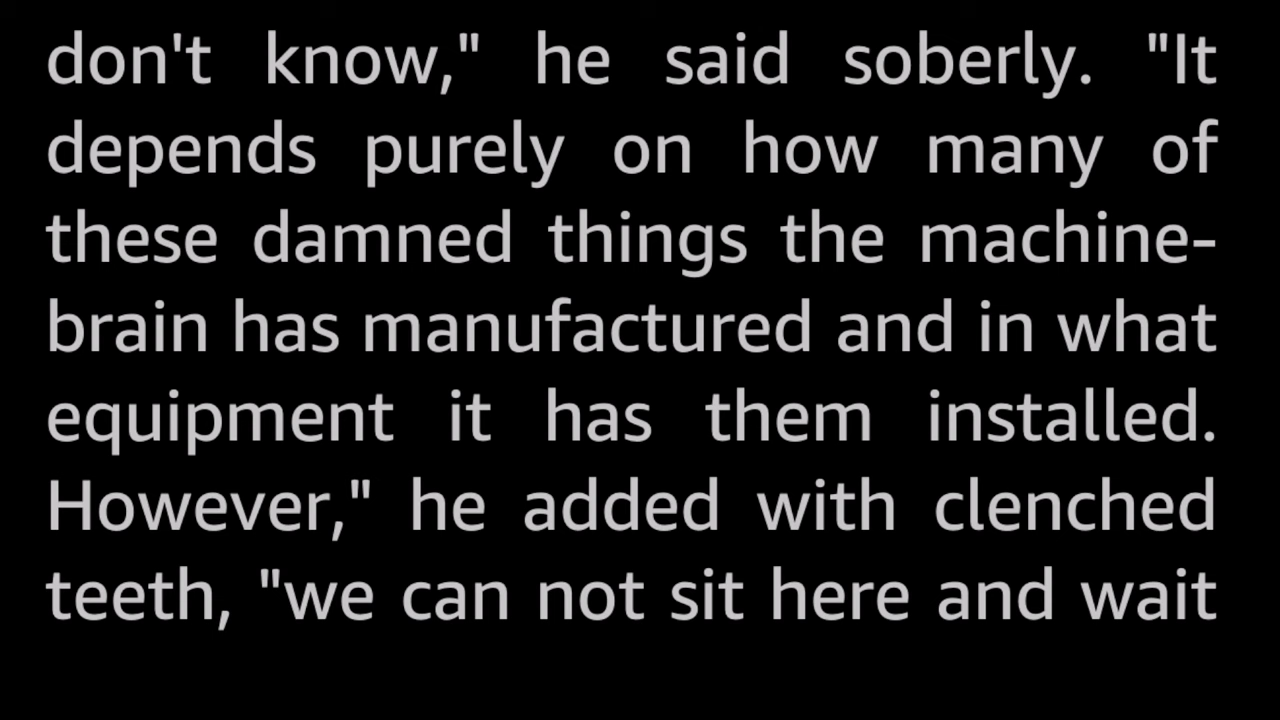 don't know," he said soberly. "It
depends purely on how many of
these damned things the machine-
brain has manufactured and in what
equipment it has them installed.
However," he added with clenched
teeth, "we can not sit here and wait